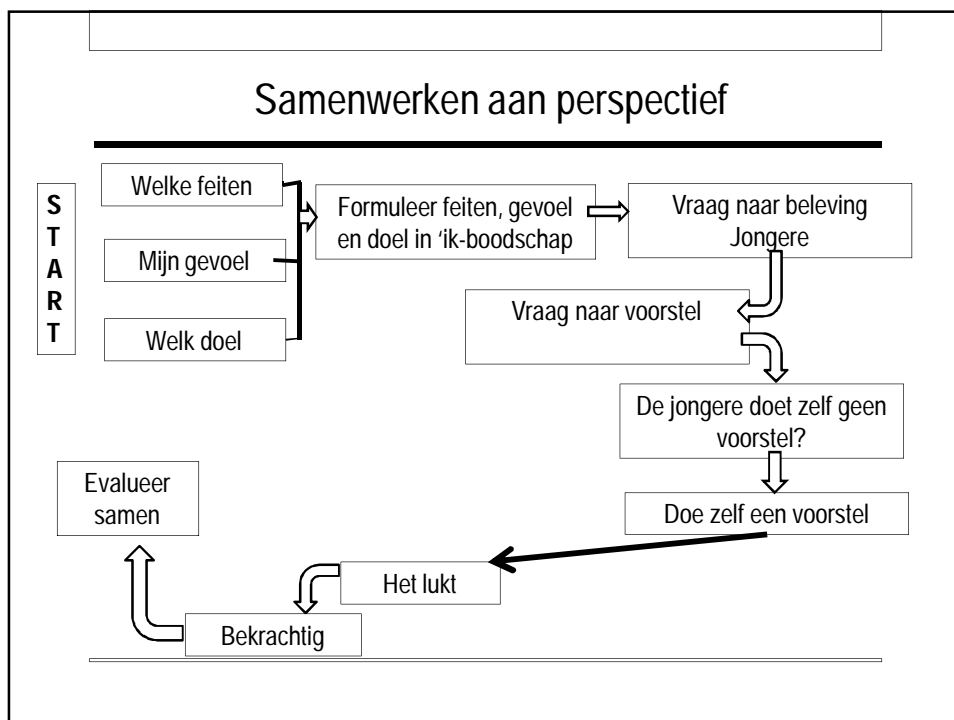 Samenwerken aan perspectief
START
Welke feiten
Mijn gevoel
Welk doel
Formuleer feiten, gevoel
en doel in ‘ik-boodschap
Vraag naar beleving
Jongere
Vraag naar voorstel
De jongere doet zelf geen
voorstel?
Doe zelf een voorstel
Het lukt
Bekrachtig
Evalueer
samen